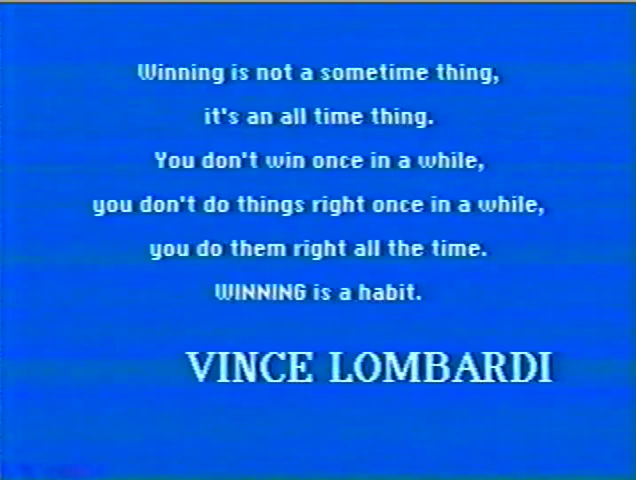 Winning is not a sometime thing,
it's an all time thing.
You don't win once in a while,
you don't do things right once in a while,
you do them right all the time.
WINNING is a habit.
VINCE LOMBARDI